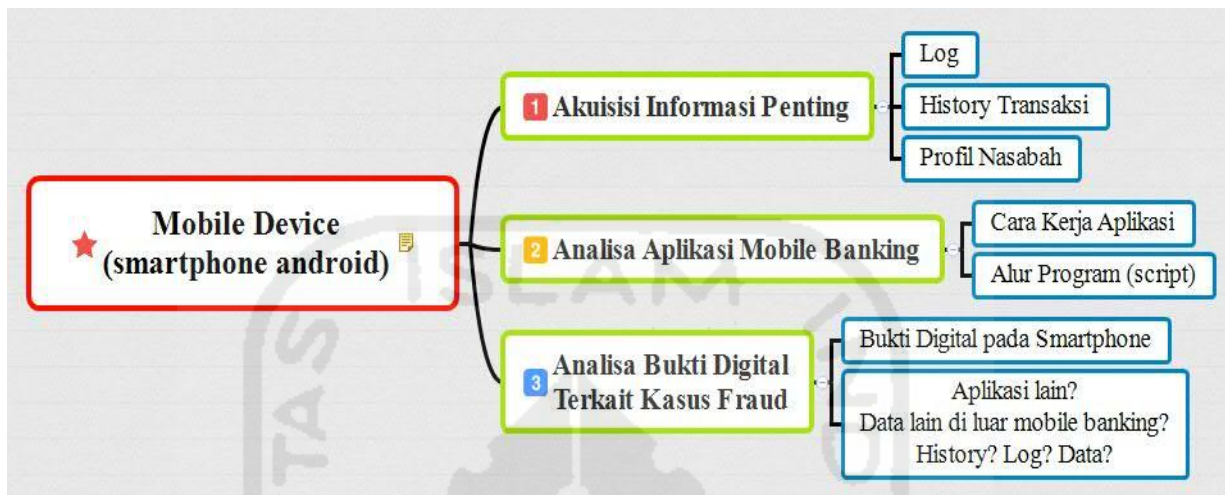 Mobile Device
(smartphone android)
1 Akuisisi Informasi Penting
Log
History Transaksi
Profil Nasabah
2 Analisa Aplikasi Mobile Banking
Cara Kerja Aplikasi
Alur Program (script)
3 Analisa Bukti Digital
Terkait Kasus Fraud
Bukti Digital pada Smartphone
Aplikasi lain?
Data lain di luar mobile banking?
History? Log? Data?
ISLAM
TAS